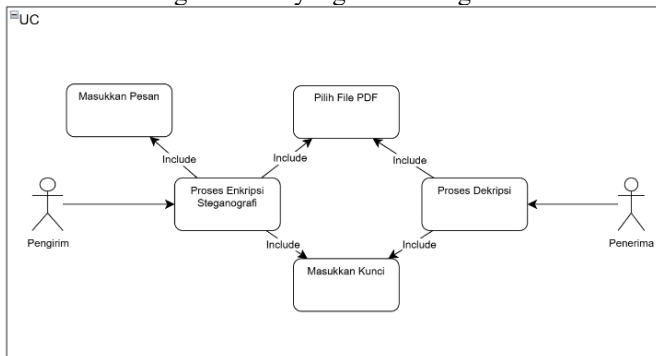 UC
Masukkan Pesan
Pilih File PDF
Include
Include
Include
Proses Enkripsi
Steganografi
Proses Dekripsi
Pengirim
Include
Include
Penerima
Masukkan Kunci